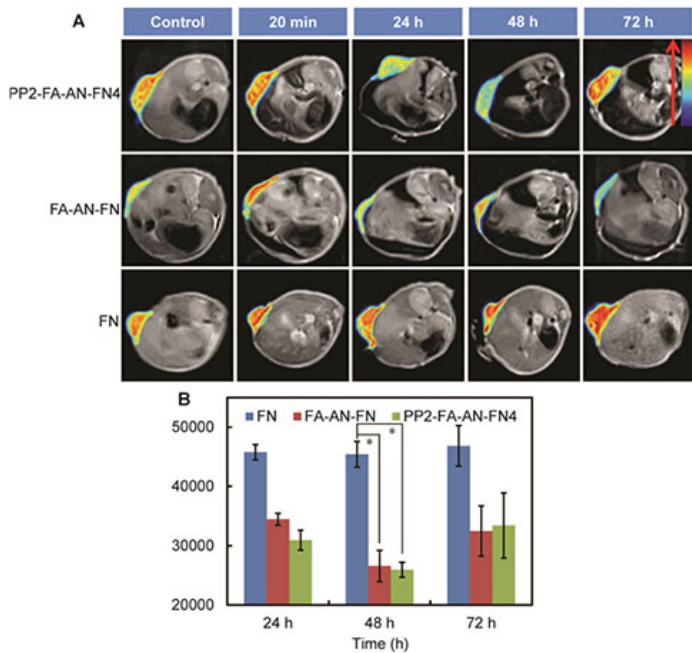 A Control 20 min 24 h 48 h 72 h
PP2-FA-AN-FN4
FA-AN-FN
FN
B
FN FA-AN-FN PP2-FA-AN-FN4
50000
* *
40000
30000
20000
24 h 48 h 72 h
Time (h)